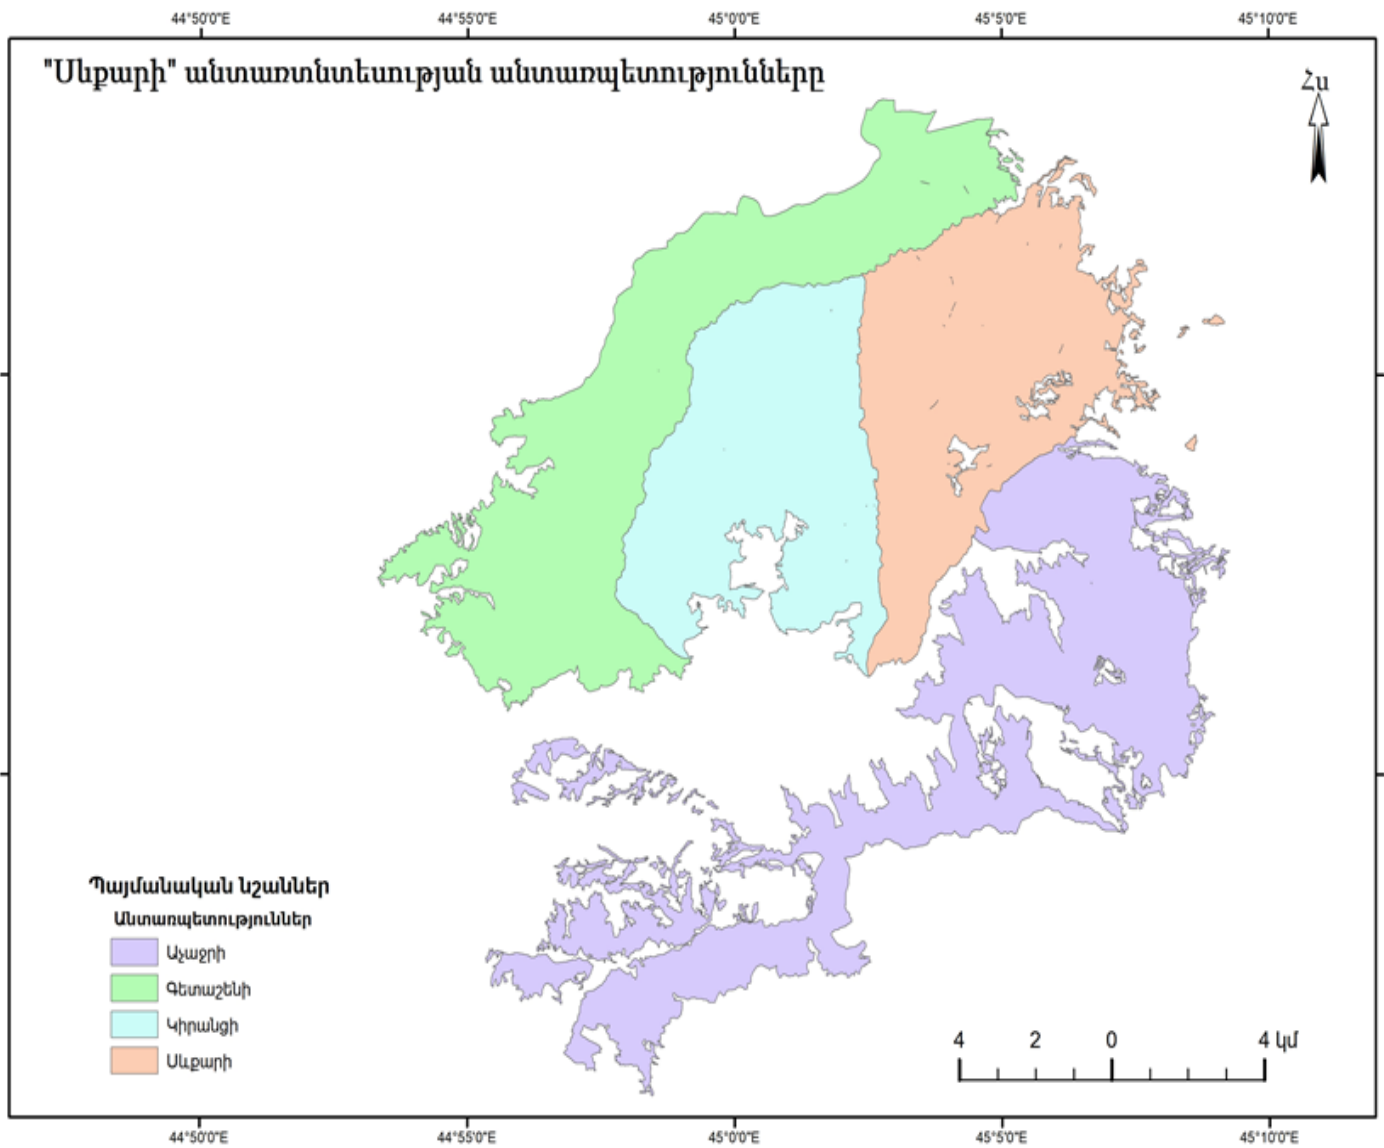 44°50'0"E 44°55'0"E 45°0'0"E 45°5'0"E 45°10'0"E
"Սևքարի" անտառտնտեսության անտառպետությունները
Հս
Պայմանական նշաններ
Անտառպետություններ
Աչաջրի
Գետաշենի
Կիրանցի
Սևքարի
4 2 0 4 կմ
44°50'0"E 44°55'0"E 45°0'0"E 45°5'0"E 45°10'0"E